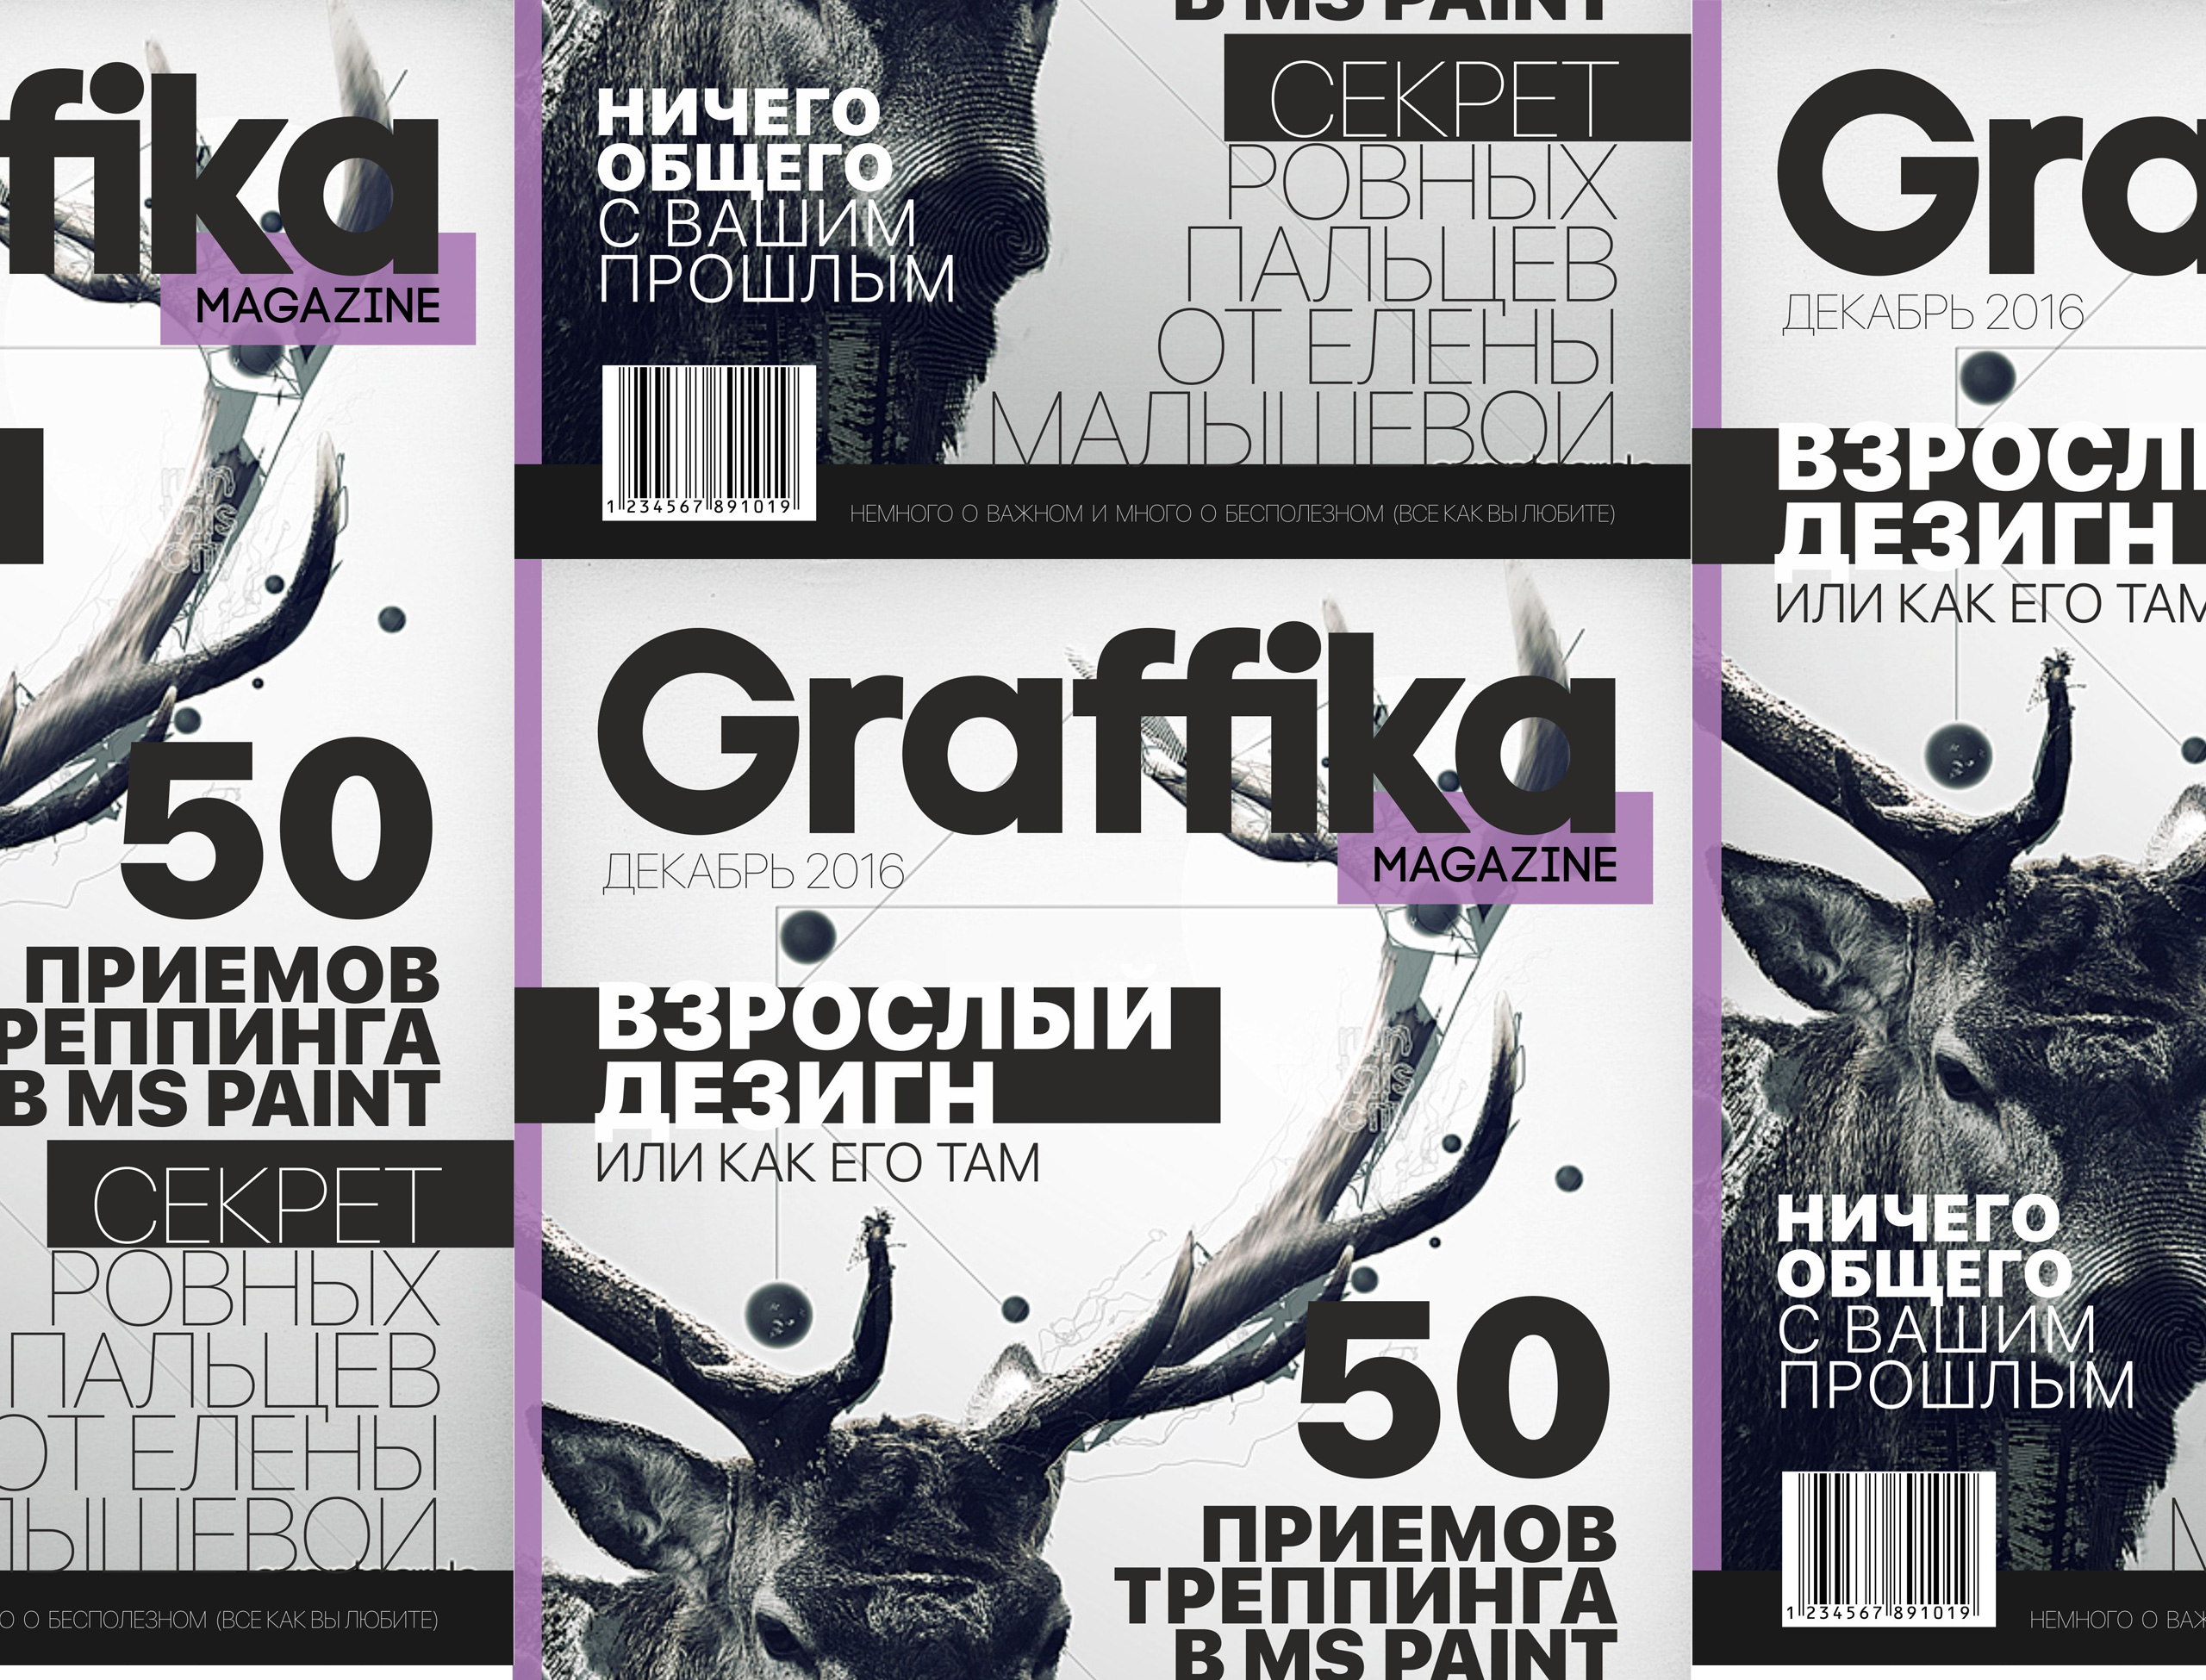 fika
MAGAZINE
50
ПРИЕМОВ
РЕППИНГА
В MS PAINT
СЕКРЕТ
РОВНЫХ
ПАЛЬЦЕВ
ОТ ЕЛЕНЫ
ЛЫШЕВОЙ
О О БЕСПОЛЕЗНОМ (ВСЕ КАК ВЫ ЛЮБИТЕ)
В MS PAINT
СЕКРЕТ
РОВНЫХ
ПАЛЬЦЕВ
ОТ ЕЛЕНЫ
МАЛЫШЕВОЙ
НИЧЕГО
ОБЩЕГО
С ВАШИМ
ПРОШЛЫМ
1 234567 891019
НЕМНОГО О ВАЖНОМ И МНОГО О БЕСПОЛЕЗНОМ (ВСЕ КАК ВЫ ЛЮБИТЕ)
Graffika
MAGAZINE
ДЕКАБРЬ 2016
ВЗРОСЛЫЙ
ДЕЗИГН
ИЛИ КАК ЕГО ТАМ
50
ПРИЕМОВ
ТРЕППИНГА
В MS PAINT
Gra
ДЕКАБРЬ 2016
ВЗРОСЛ
ДЕЗИГН
ИЛИ КАК ЕГО ТАМ
НИЧЕГО
ОБЩЕГО
С ВАШИМ
ПРОШЛЫМ
1 234567 891019
НЕМНОГО О ВАЖ